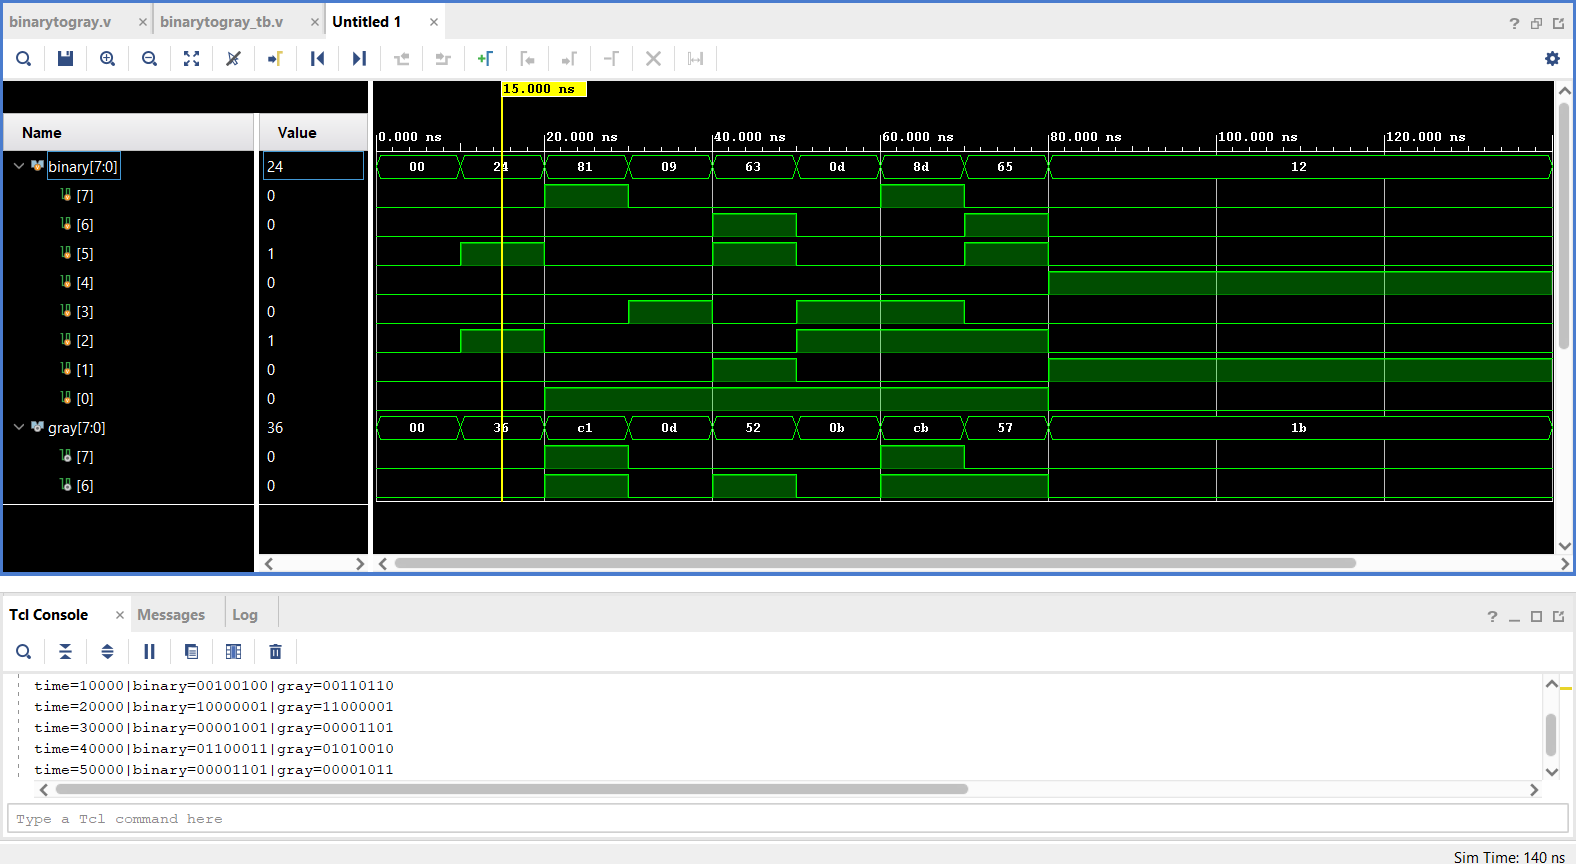 binarytogray.v × binarytogray_tb.v × Untitled 1 ×
15.000 ns
Name Value
0.000 ns 20.000 ns 40.000 ns 60.000 ns 80.000 ns 100.000 ns 120.000 ns
binary[7:0] 24 00 24 81 09 63 0d 8d 65 12
[7] 0
[6] 0
[5] 1
[4] 0
[3] 0
[2] 1
[1] 0
[0] 0
gray[7:0] 36 00 36 c1 0d 52 0b cb 57 1b
[7] 0
[6] 0
Tcl Console × Messages Log
time=10000|binary=00100100|gray=00110110
time=20000|binary=10000001|gray=11000001
time=30000|binary=00001001|gray=00001101
time=40000|binary=01100011|gray=01010010
time=50000|binary=00001101|gray=00001011
Type a Tcl command here
Sim Time: 140 ns